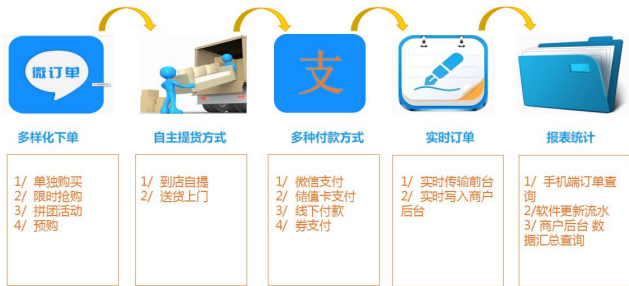 微订单
支
多样化下单
自主提货方式
多种付款方式
实时订单
报表统计
1/ 单独购买
2/ 限时抢购
3/ 拼团活动
4/ 预购
1/ 到店自提
2/ 送货上门
1/ 微信支付
2/ 储值卡支付
3/ 线下付款
4/ 券支付
1/ 实时传输前台
2/ 实时写入商户
后台
1/ 手机端订单查
询
2/软件更新流水
3/ 商户后台 数
据汇总查询